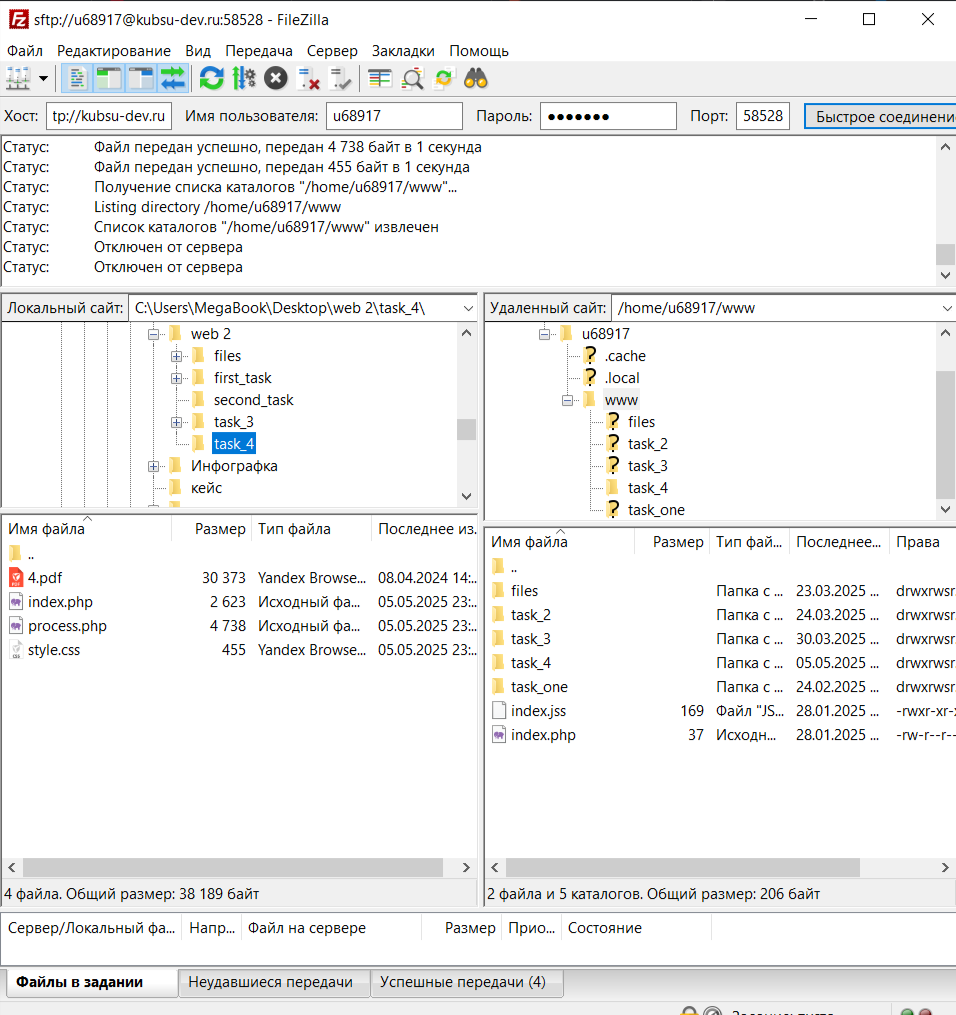 sftp://u68917@kubsu-dev.ru:58528 - FileZilla
Файл Редактирование Вид Передача Сервер Закладки Помощь
Хост: tp://kubsu-dev.ru Имя пользователя: u68917 Пароль: ●●●●●●● Порт: 58528 Быстрое соединени
Статус: Файл передан успешно, передан 4 738 байт в 1 секунда
Статус: Файл передан успешно, передан 455 байт в 1 секунда
Статус: Получение списка каталогов "/home/u68917/www"...
Статус: Listing directory /home/u68917/www
Статус: Список каталогов "/home/u68917/www" извлечен
Статус: Отключен от сервера
Статус: Отключен от сервера
Локальный сайт: C:\Users\MegaBook\Desktop\web 2\task_4\
web 2
files
first_task
second_task
task_3
task_4
Инфографка
кейс
Имя файла Размер Тип файла Последнее из.
..
4.pdf 30 373 Yandex Browse... 08.04.2024 14:..
index.php 2 623 Исходный фа... 05.05.2025 23:..
process.php 4 738 Исходный фа... 05.05.2025 23:..
style.css 455 Yandex Browse... 05.05.2025 23:..
4 файла. Общий размер: 38 189 байт
Удаленный сайт: /home/u68917/www
u68917
.cache
.local
www
files
task_2
task_3
task_4
task_one
Имя файла Размер Тип фай... Последнее... Права
..
files Папка с ... 23.03.2025 ... drwxrwsr
task_2 Папка с ... 24.03.2025 ... drwxrwsr
task_3 Папка с ... 30.03.2025 ... drwxrwsr
task_4 Папка с ... 05.05.2025 ... drwxrwsr
task_one Папка с ... 24.02.2025 ... drwxrwsr
index.jss 169 Файл "JS... 28.01.2025 ... -rwxr-xr-x
index.php 37 Исходн... 28.01.2025 ... -rw-r--r--
2 файла и 5 каталогов. Общий размер: 206 байт
Сервер/Локальный фа... Напр... Файл на сервере Размер Прио... Состояние
Файлы в задании Неудавшиеся передачи Успешные передачи (4)
Задание: пусто